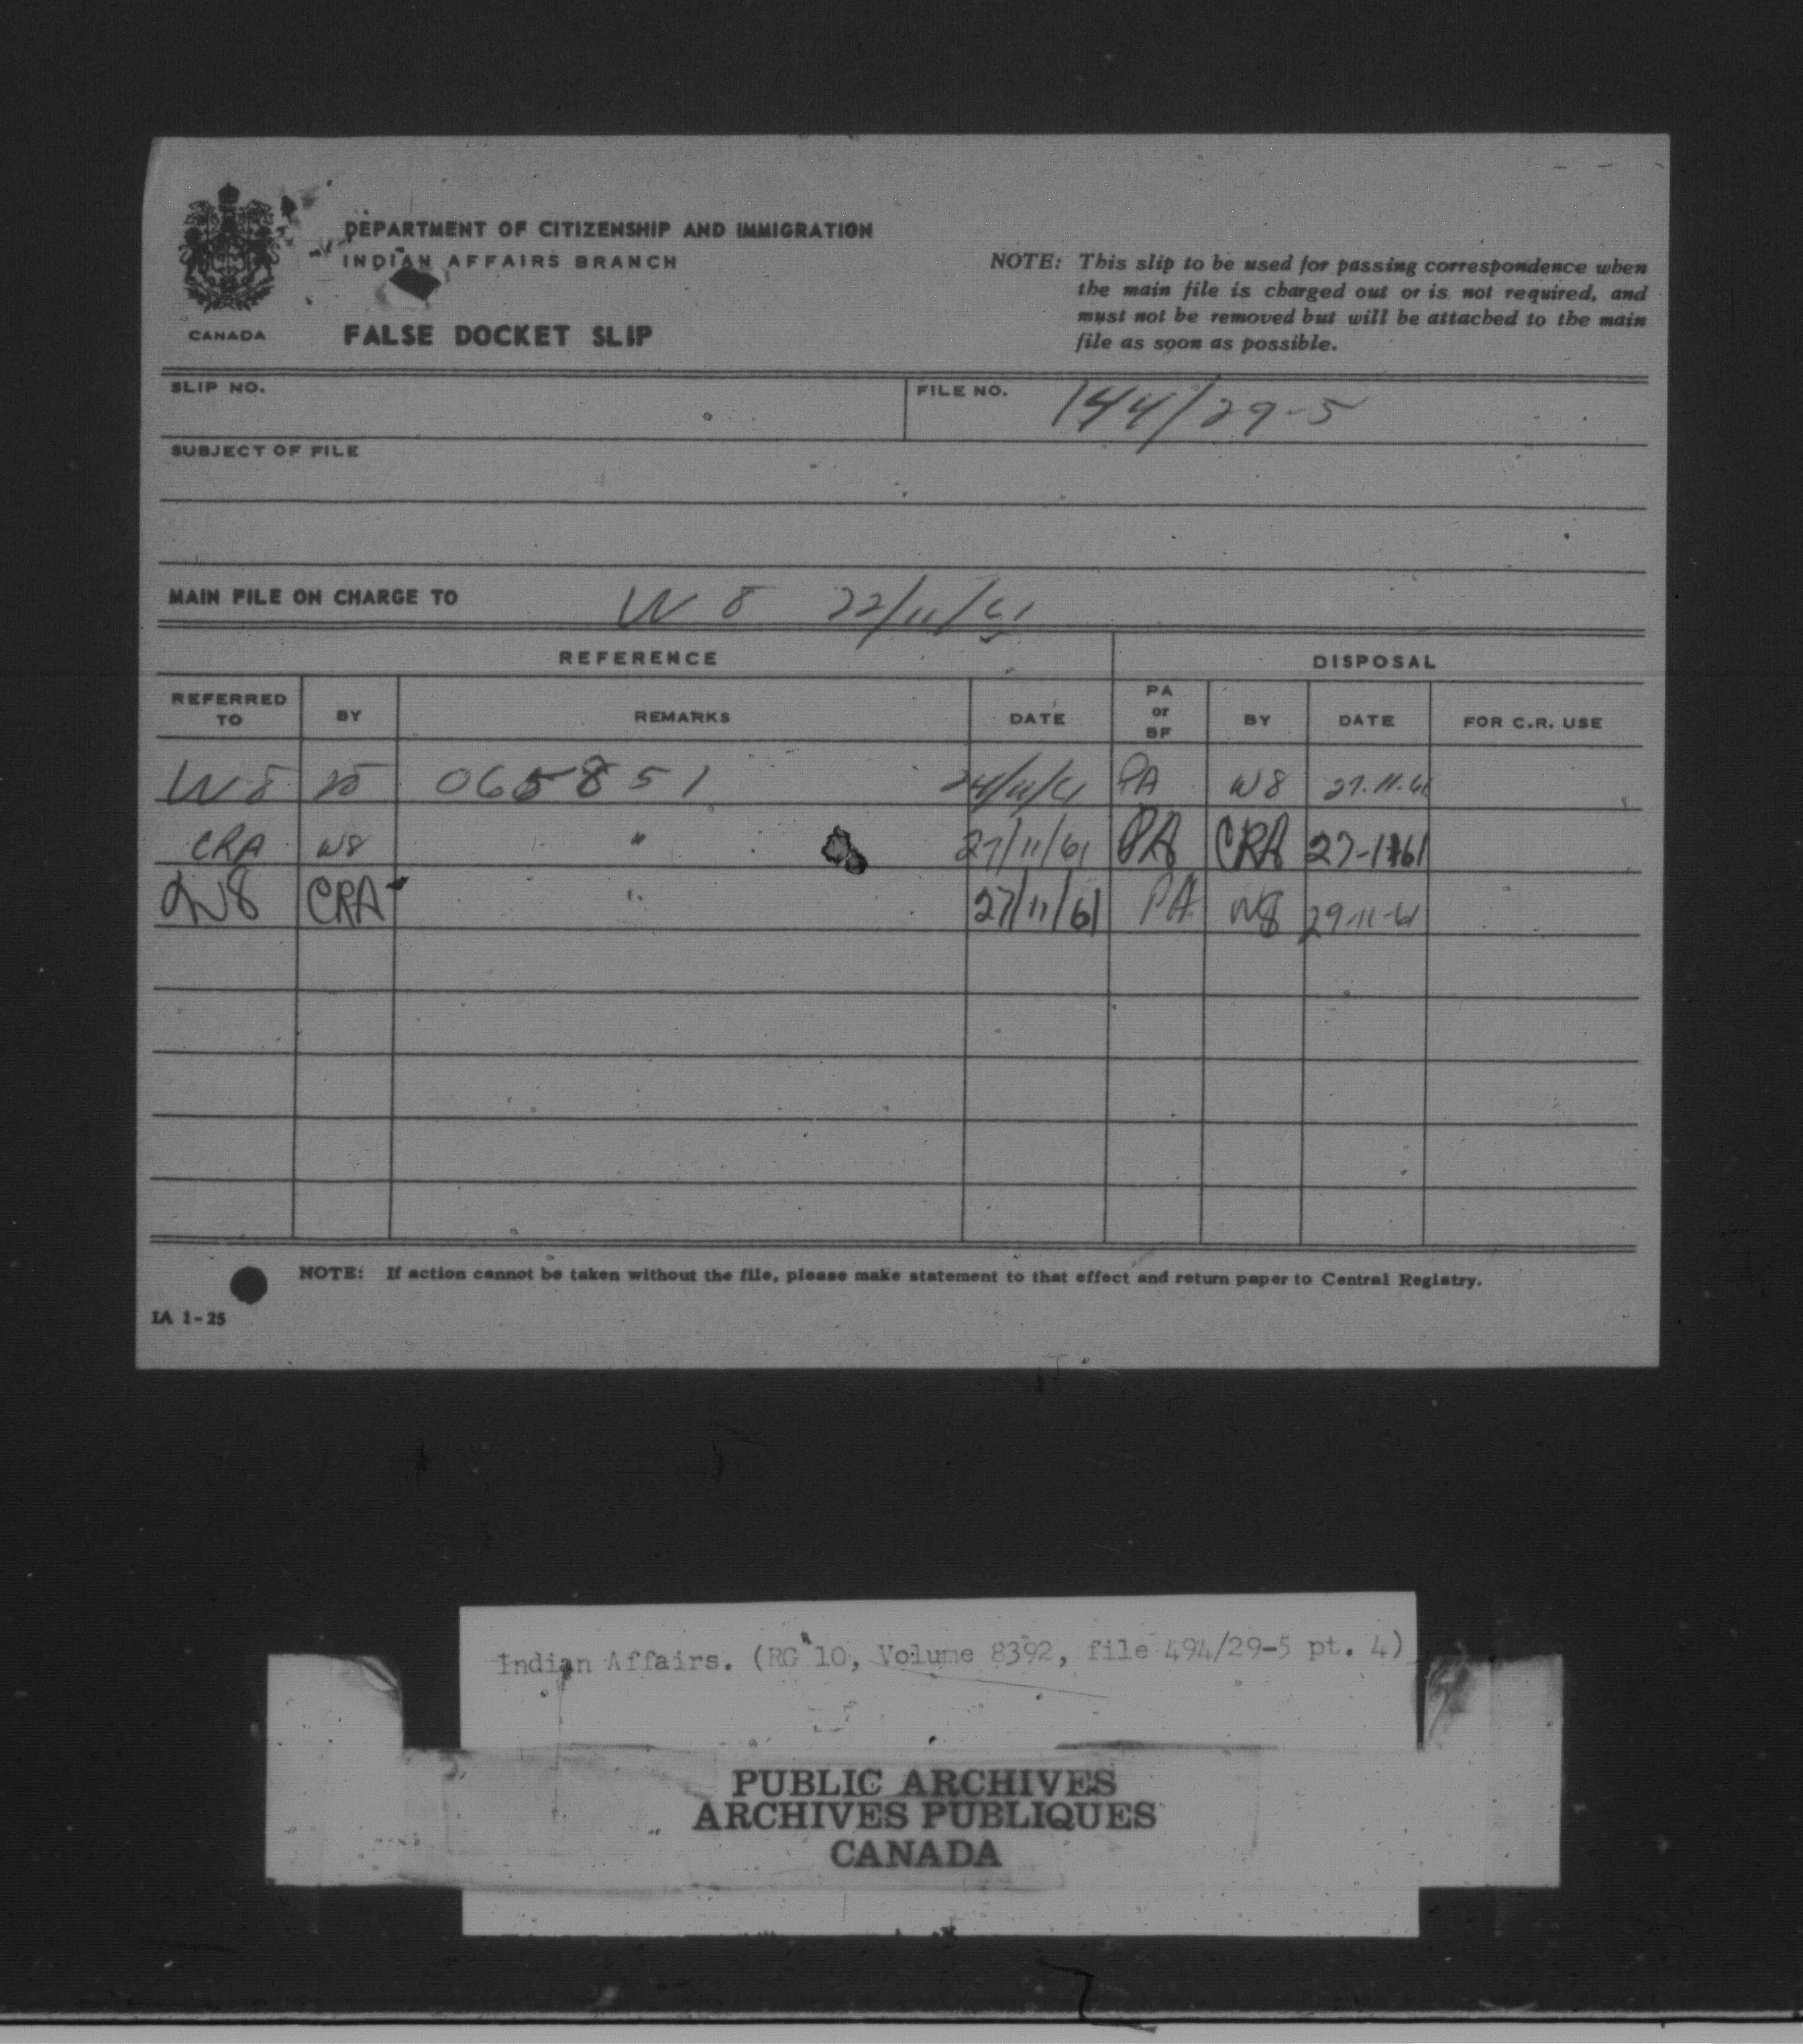 DEPARTMENT OF CITIZENSHIP AND IMMIGRATION
INDIAN AFFAIRS BRANCH
CANADA
FALSE DOCKET SLIP
NOTE: This slip to be used for passing correspondence when
the main file is charged out or is not required, and
must not be removed but will be attached to the main
file as soon as possible.
SLIP NO.
FILE NO. 144/29-5
SUBJECT OF FILE
MAIN FILE ON CHARGE TO W 8 22/11/61
REFERENCE DISPOSAL
REFERRED TO BY REMARKS DATE PA or BF BY DATE FOR C.R. USE
W8 065851 24/11/61 PA W8 27.11.61
CRA W8 " 27/11/61 PA CRA 27-1161
W8 CRA " 27/11/61 PA W8 29-11-61
NOTE: If action cannot be taken without the file, please make statement to that effect and return paper to Central Registry.
IA 1-25
Indian Affairs. (RG 10, Volume 8392, file 494/29-5 pt. 4)
PUBLIC ARCHIVES
ARCHIVES PUBLIQUES
CANADA